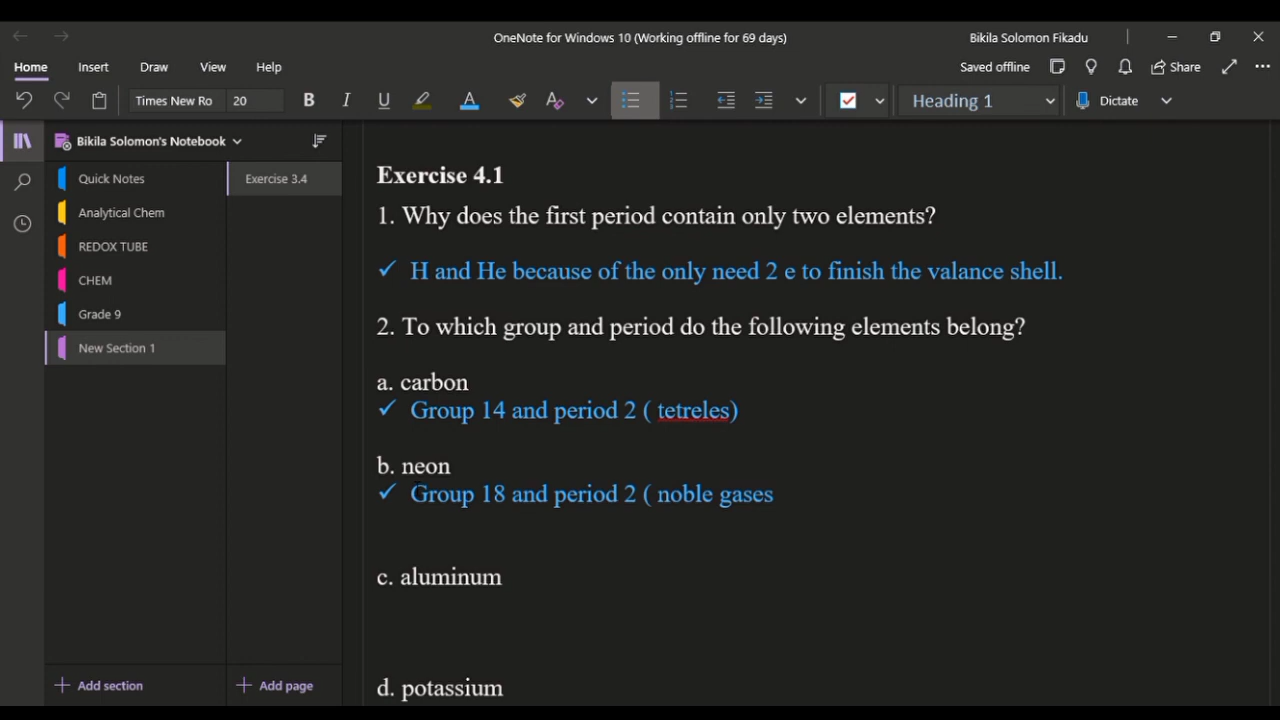 OneNote for Windows 10 (Working offline for 69 days)
Bikila Solomon Fikadu
Home Insert Draw View Help
Saved offline
Share
Times New Ro 20
B I U A A
Heading 1
Dictate
Bikila Solomon's Notebook
Quick Notes
Analytical Chem
REDOX TUBE
CHEM
Grade 9
New Section 1
Add section
Exercise 3.4
Add page
Exercise 4.1
1. Why does the first period contain only two elements?
✓ H and He because of the only need 2 e to finish the valance shell.
2. To which group and period do the following elements belong?
a. carbon
✓ Group 14 and period 2 ( tetreles)
b. neon
✓ Group 18 and period 2 ( noble gases
c. aluminum
d. potassium